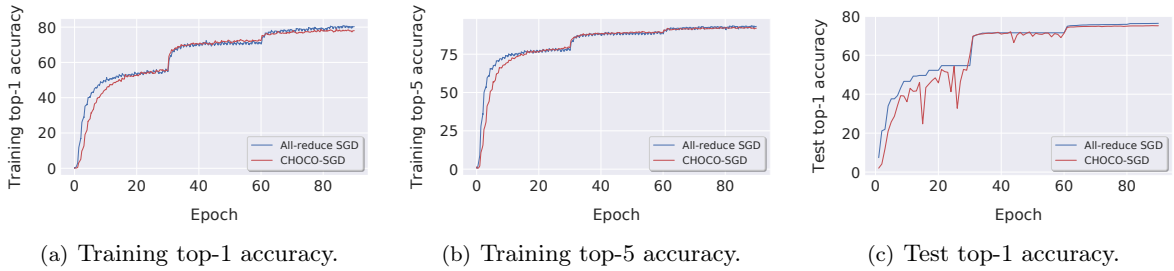 Training top-1 accuracy
80
60
40
20
0
0 20 40 60 80
Epoch
All-reduce SGD
CHOCO-SGD
(a) Training top-1 accuracy.
Training top-5 accuracy
75
50
25
0
0 20 40 60 80
Epoch
All-reduce SGD
CHOCO-SGD
(b) Training top-5 accuracy.
Test top-1 accuracy
80
60
40
20
0
0 20 40 60 80
Epoch
All-reduce SGD
CHOCO-SGD
(c) Test top-1 accuracy.